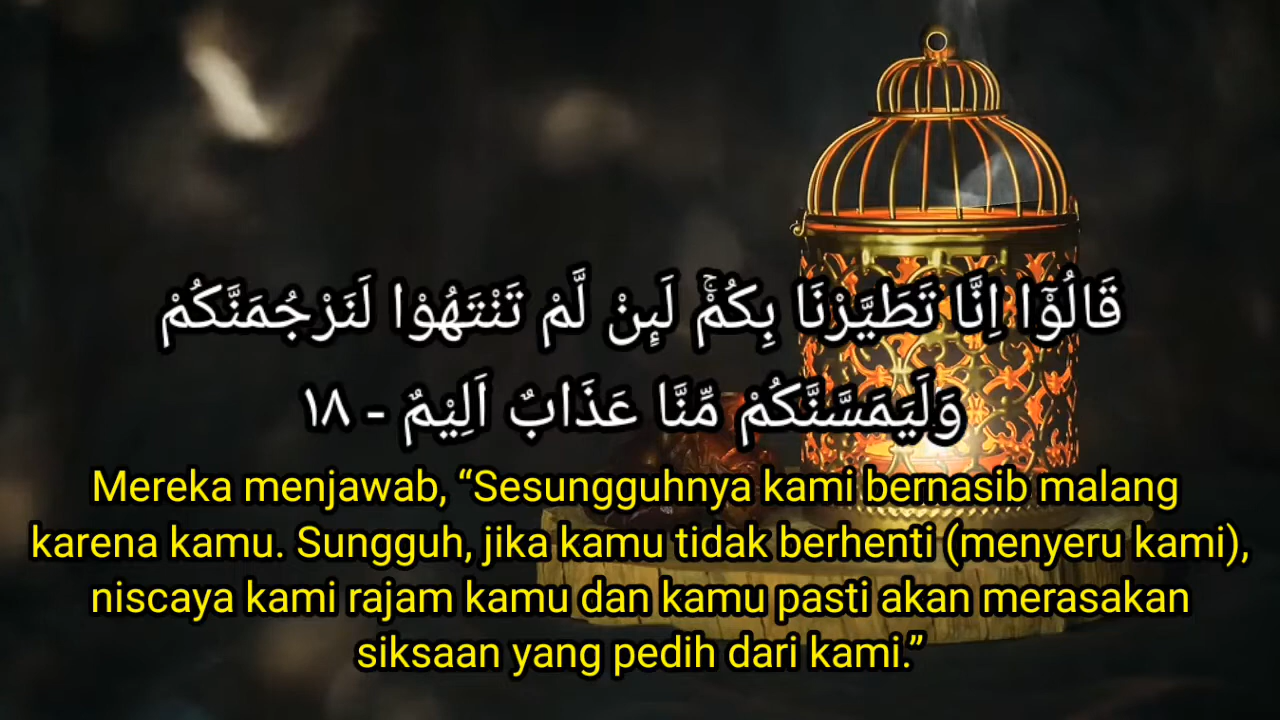 قَالُوْٓا اِنَّا تَطَيَّرْنَا بِكُمْۚ لَىِٕنْ لَّمْ تَنْتَهُوْا لَنَرْجُمَنَّكُمْ
وَلَيَمَسَّنَّكُمْ مِّنَّا عَذَابٌ اَلِيْمٌ - ١٨
Mereka menjawab, “Sesungguhnya kami bernasib malang
karena kamu. Sungguh, jika kamu tidak berhenti (menyeru kami),
niscaya kami rajam kamu dan kamu pasti akan merasakan
siksaan yang pedih dari kami.”